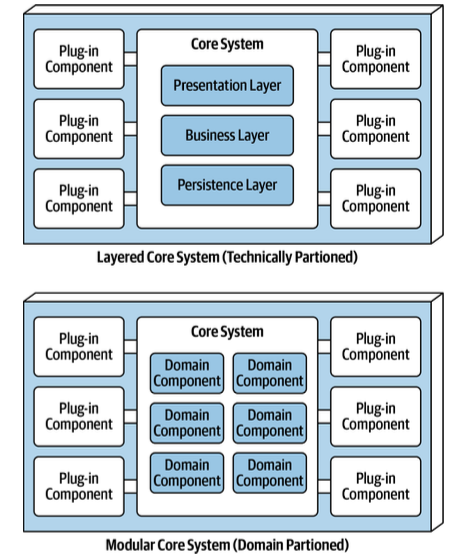 Core System
Plug-in
Component
Plug-in
Component
Plug-in
Component
Presentation Layer
Business Layer
Persistence Layer
Plug-in
Component
Plug-in
Component
Plug-in
Component
Layered Core System (Technically Partioned)
Core System
Plug-in
Component
Plug-in
Component
Plug-in
Component
Domain
Component
Domain
Component
Domain
Component
Domain
Component
Domain
Component
Domain
Component
Plug-in
Component
Plug-in
Component
Plug-in
Component
Modular Core System (Domain Partioned)